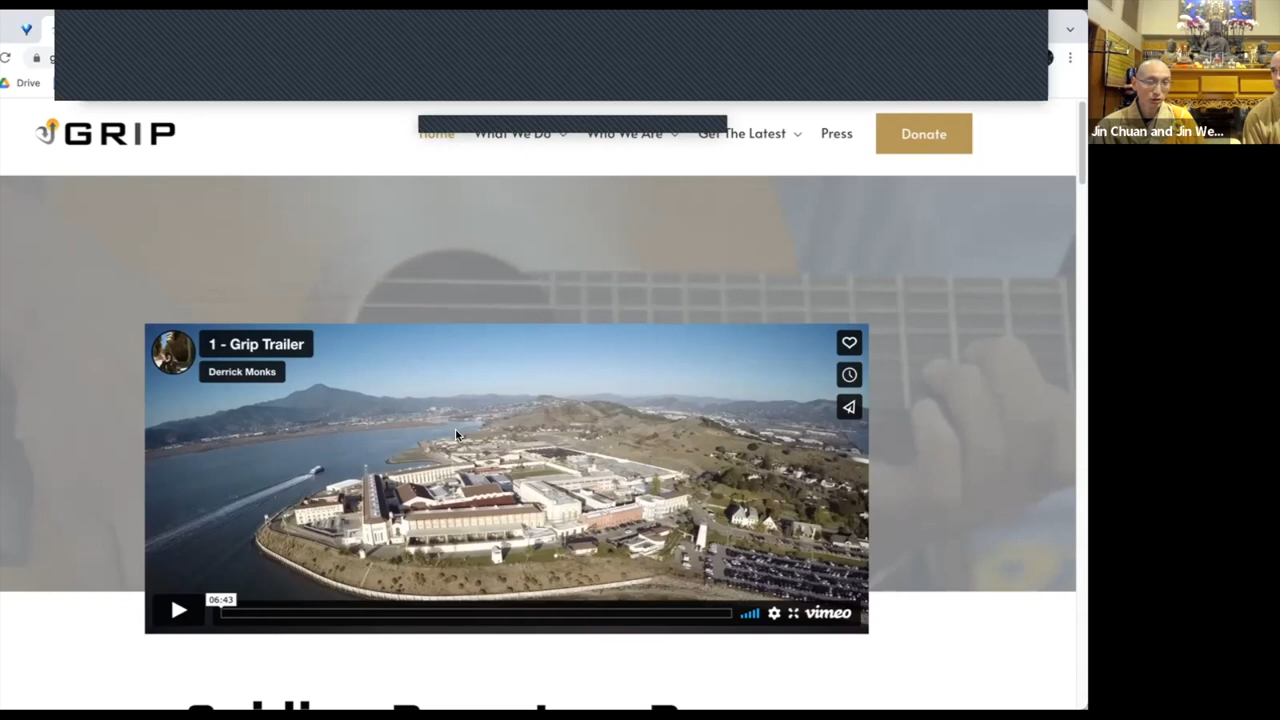 Drive
GRIP
Home What We Do Who We Are Get The Latest Press Donate
Jin Chuan and Jin We...
1 - Grip Trailer
Derrick Monks
06:43
vimeo